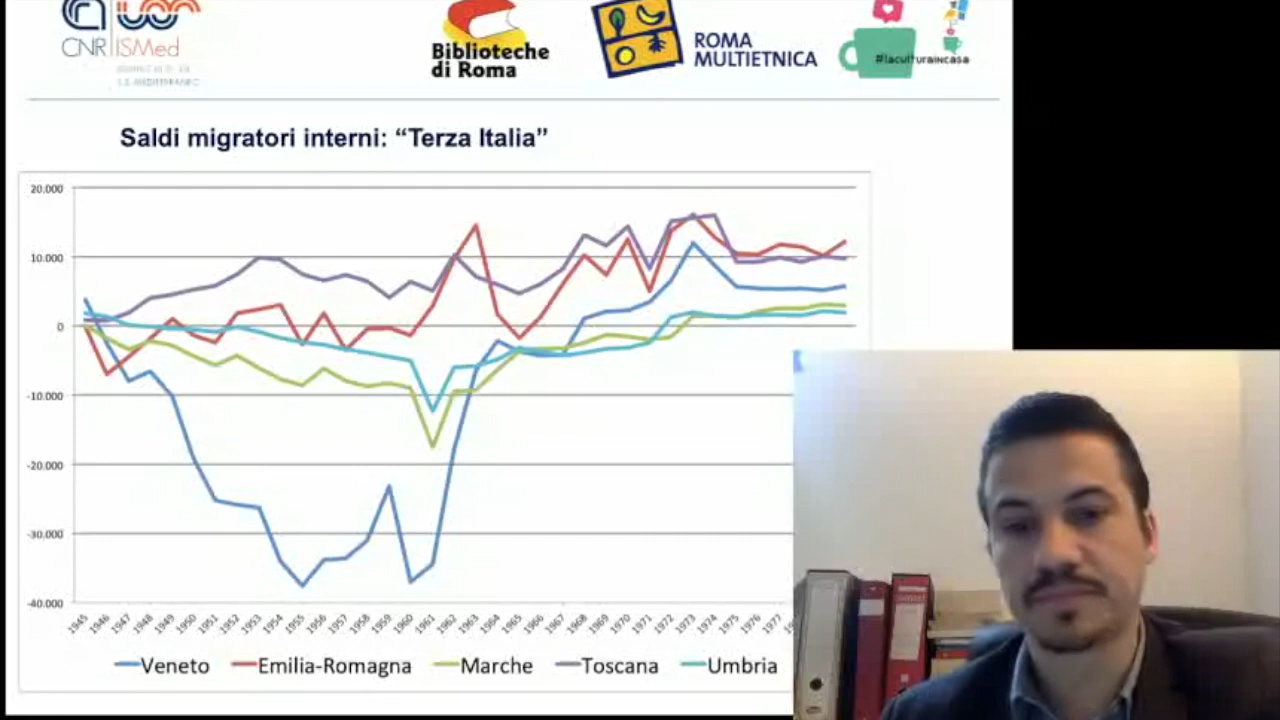 CNR ISMed
Biblioteche
di Roma
ROMA
MULTIETNICA
#laculturaincasa
Saldi migratori interni: “Terza Italia”
20.000
10.000
0
-10.000
-20.000
-30.000
-40.000
1945 1946 1947 1948 1949 1950 1951 1952 1953 1954 1955 1956 1957 1958 1959 1960 1961 1962 1963 1964 1965 1966 1967 1968 1969 1970 1971 1972 1973 1974 1975 1976 1977
Veneto Emilia-Romagna Marche Toscana Umbria